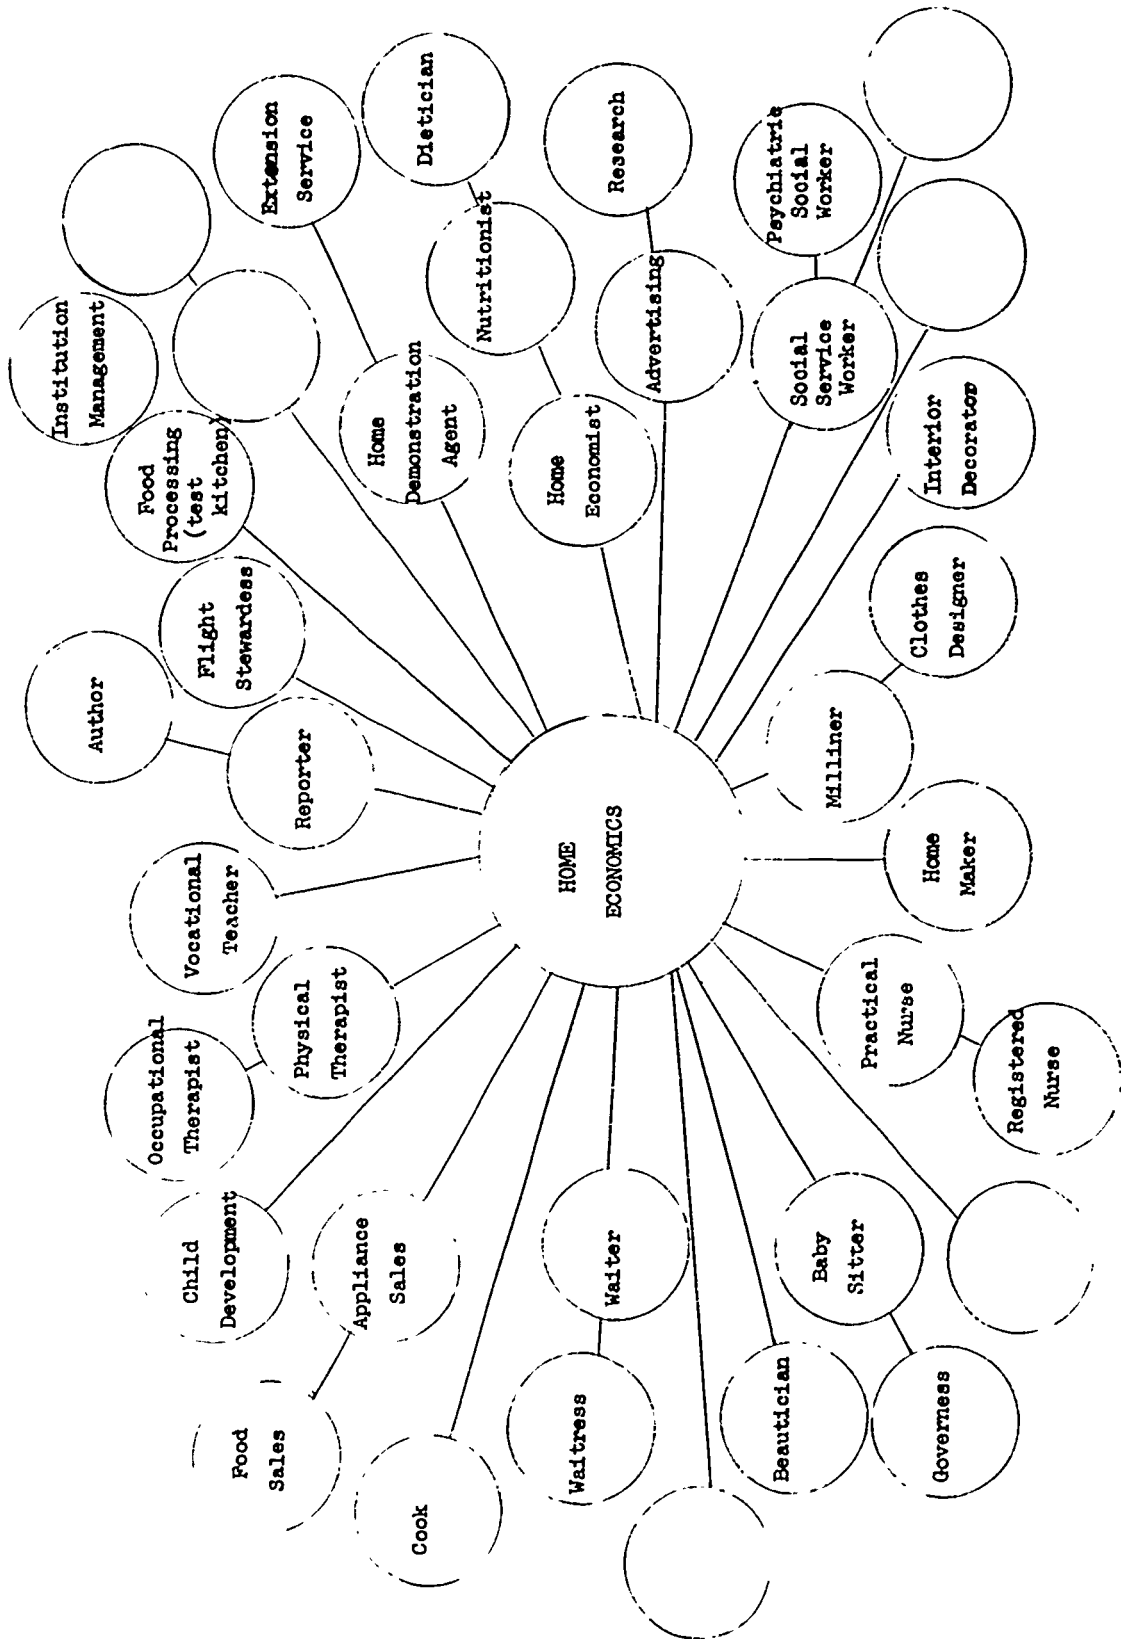 Institution
Management
Author
Food
Processing
(test
kitchen)
Occupational
Therapist
Vocational
Teacher
Flight
Stewardess
Child
Development
Food
Sales
Extension
Service
Reporter
Physical
Therapist
Appliance
Sales
Home
Demonstration
Agent
Dietician
Cook
Nutritionist
HOME
ECONOMICS
Home
Economist
Waitress
Waiter
Research
Advertising
Beautician
Baby
Sitter
Milliner
Social
Service
Worker
Psychiatric
Social
Worker
Governess
Practical
Nurse
Home
Maker
Clothes
Designer
Interior
Decorator
Registered
Nurse